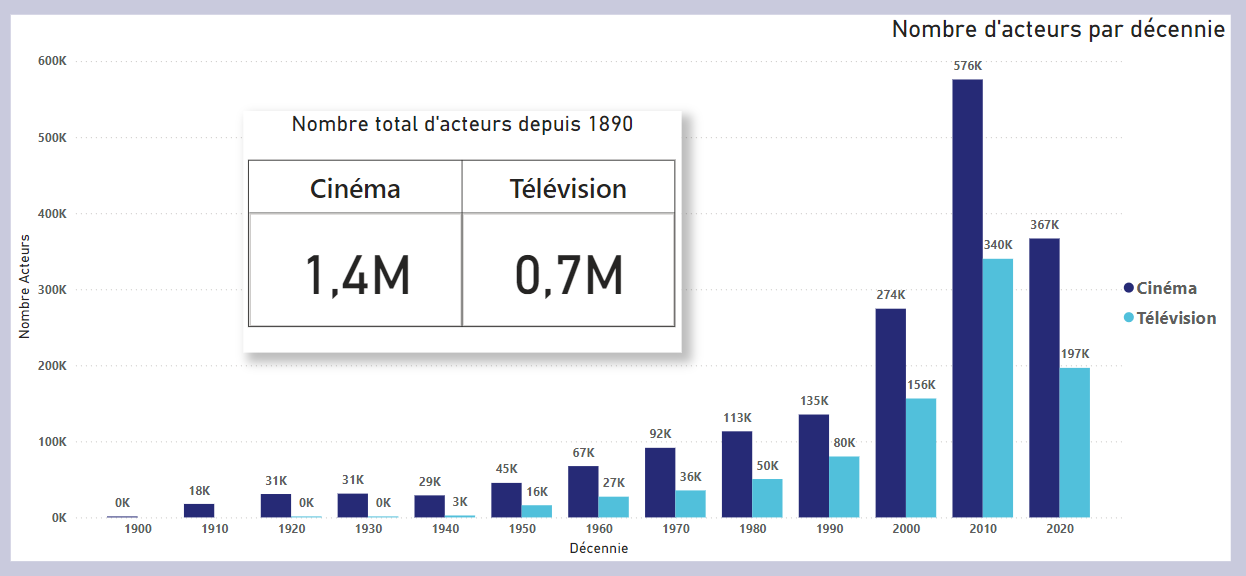 Nombre d'acteurs par décennie
600K
576K
500K
Nombre total d'acteurs depuis 1890
Cinéma Télévision
1,4M 0,7M
400K
367K
340K
Nombre Acteurs
300K
274K
Cinéma
Télévision
200K
197K
156K
135K
113K
100K
92K
80K
67K
50K
45K
36K
31K 31K 29K
27K
18K
16K
0K 0K 0K 3K
0K
1900 1910 1920 1930 1940 1950 1960 1970 1980 1990 2000 2010 2020
Décennie